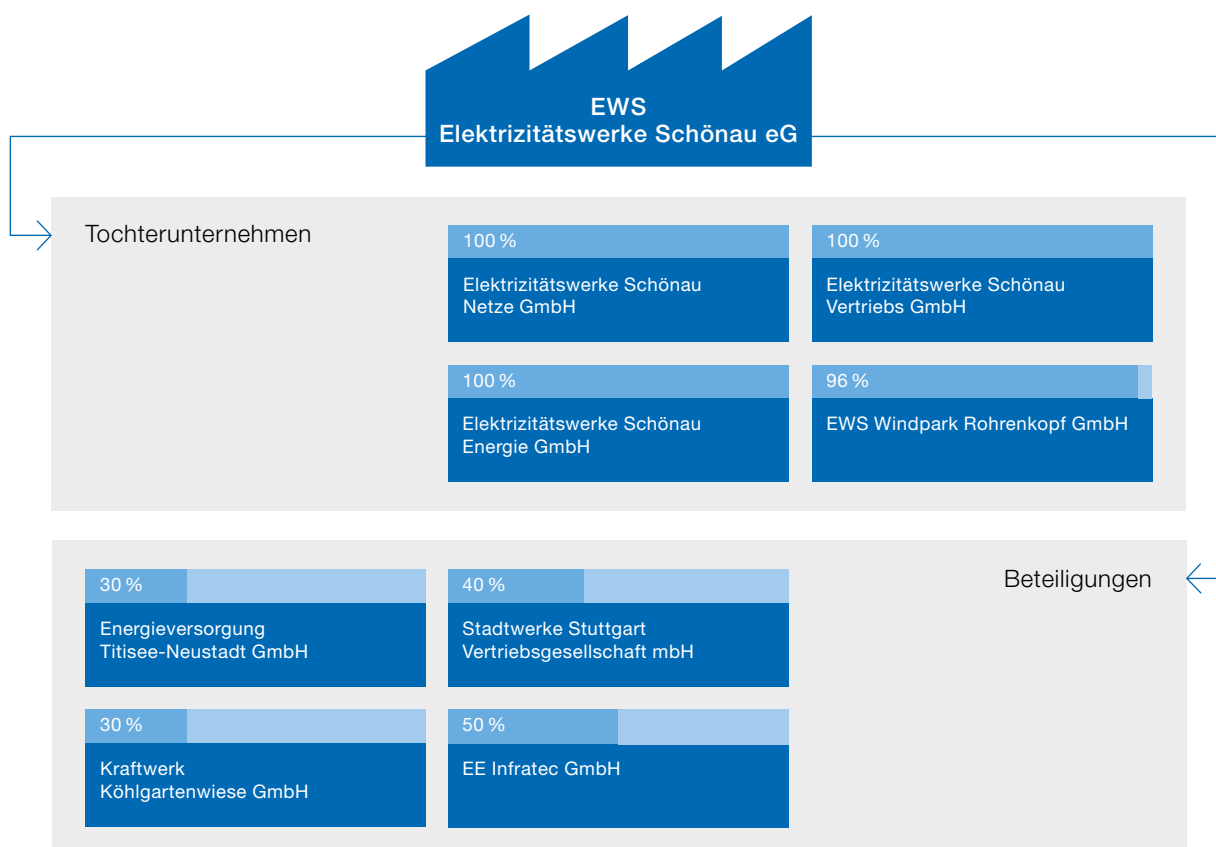 EWS
Elektrizitätswerke Schönau eG
Tochterunternehmen
100 %
Elektrizitätswerke Schönau
Netze GmbH
100 %
Elektrizitätswerke Schönau
Vertriebs GmbH
100 %
Elektrizitätswerke Schönau
Energie GmbH
96 %
EWS Windpark Rohrenkopf GmbH
Beteiligungen
30 %
Energieversorgung
Titisee-Neustadt GmbH
40 %
Stadtwerke Stuttgart
Vertriebsgesellschaft mbH
30 %
Kraftwerk
Köhlgartenwiese GmbH
50 %
EE Infratec GmbH